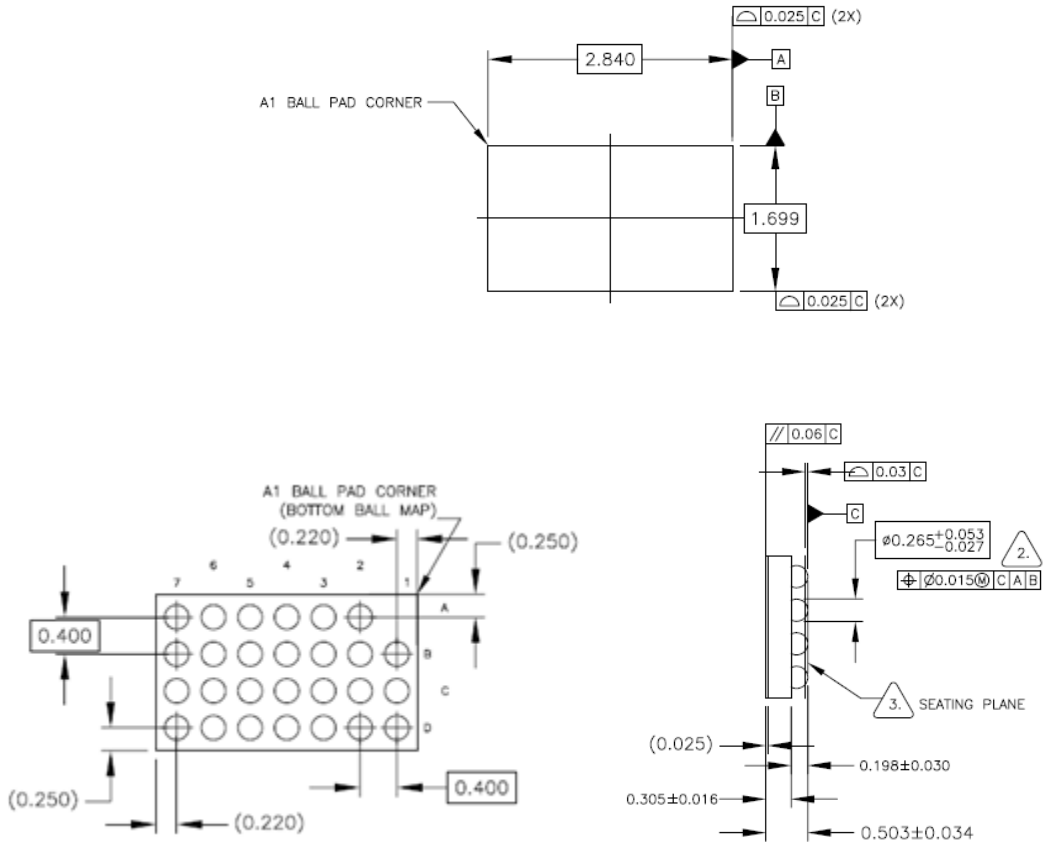 ⌓ 0.025 C (2X)
2.840
A
B
A1 BALL PAD CORNER
1.699
⌓ 0.025 C (2X)
// 0.06 C
⌓ 0.03 C
C
A1 BALL PAD CORNER
(BOTTOM BALL MAP)
(0.220)
(0.250)
⌀0.265+0.053
-0.027
2.
⌖ ⌀0.015Ⓜ C A B
6 4 2
7 5 3 1
A
0.400
B
C
3. SEATING PLANE
D
(0.025)
0.198±0.030
0.400
(0.250)
0.305±0.016
(0.220)
0.503±0.034